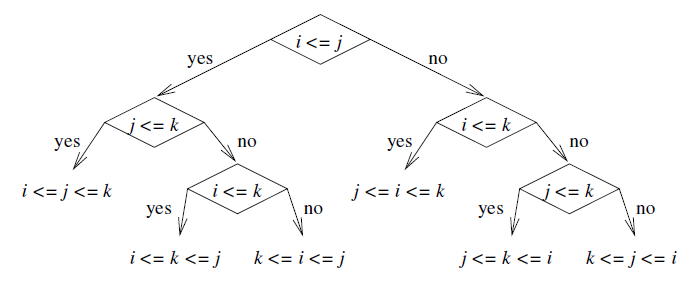 i <= j
yes no
j <= k i <= k
yes no yes no
i <= j <= k i <= k j <= i <= k j <= k
yes no yes no
i <= k <= j k <= i <= j j <= k <= i k <= j <= i